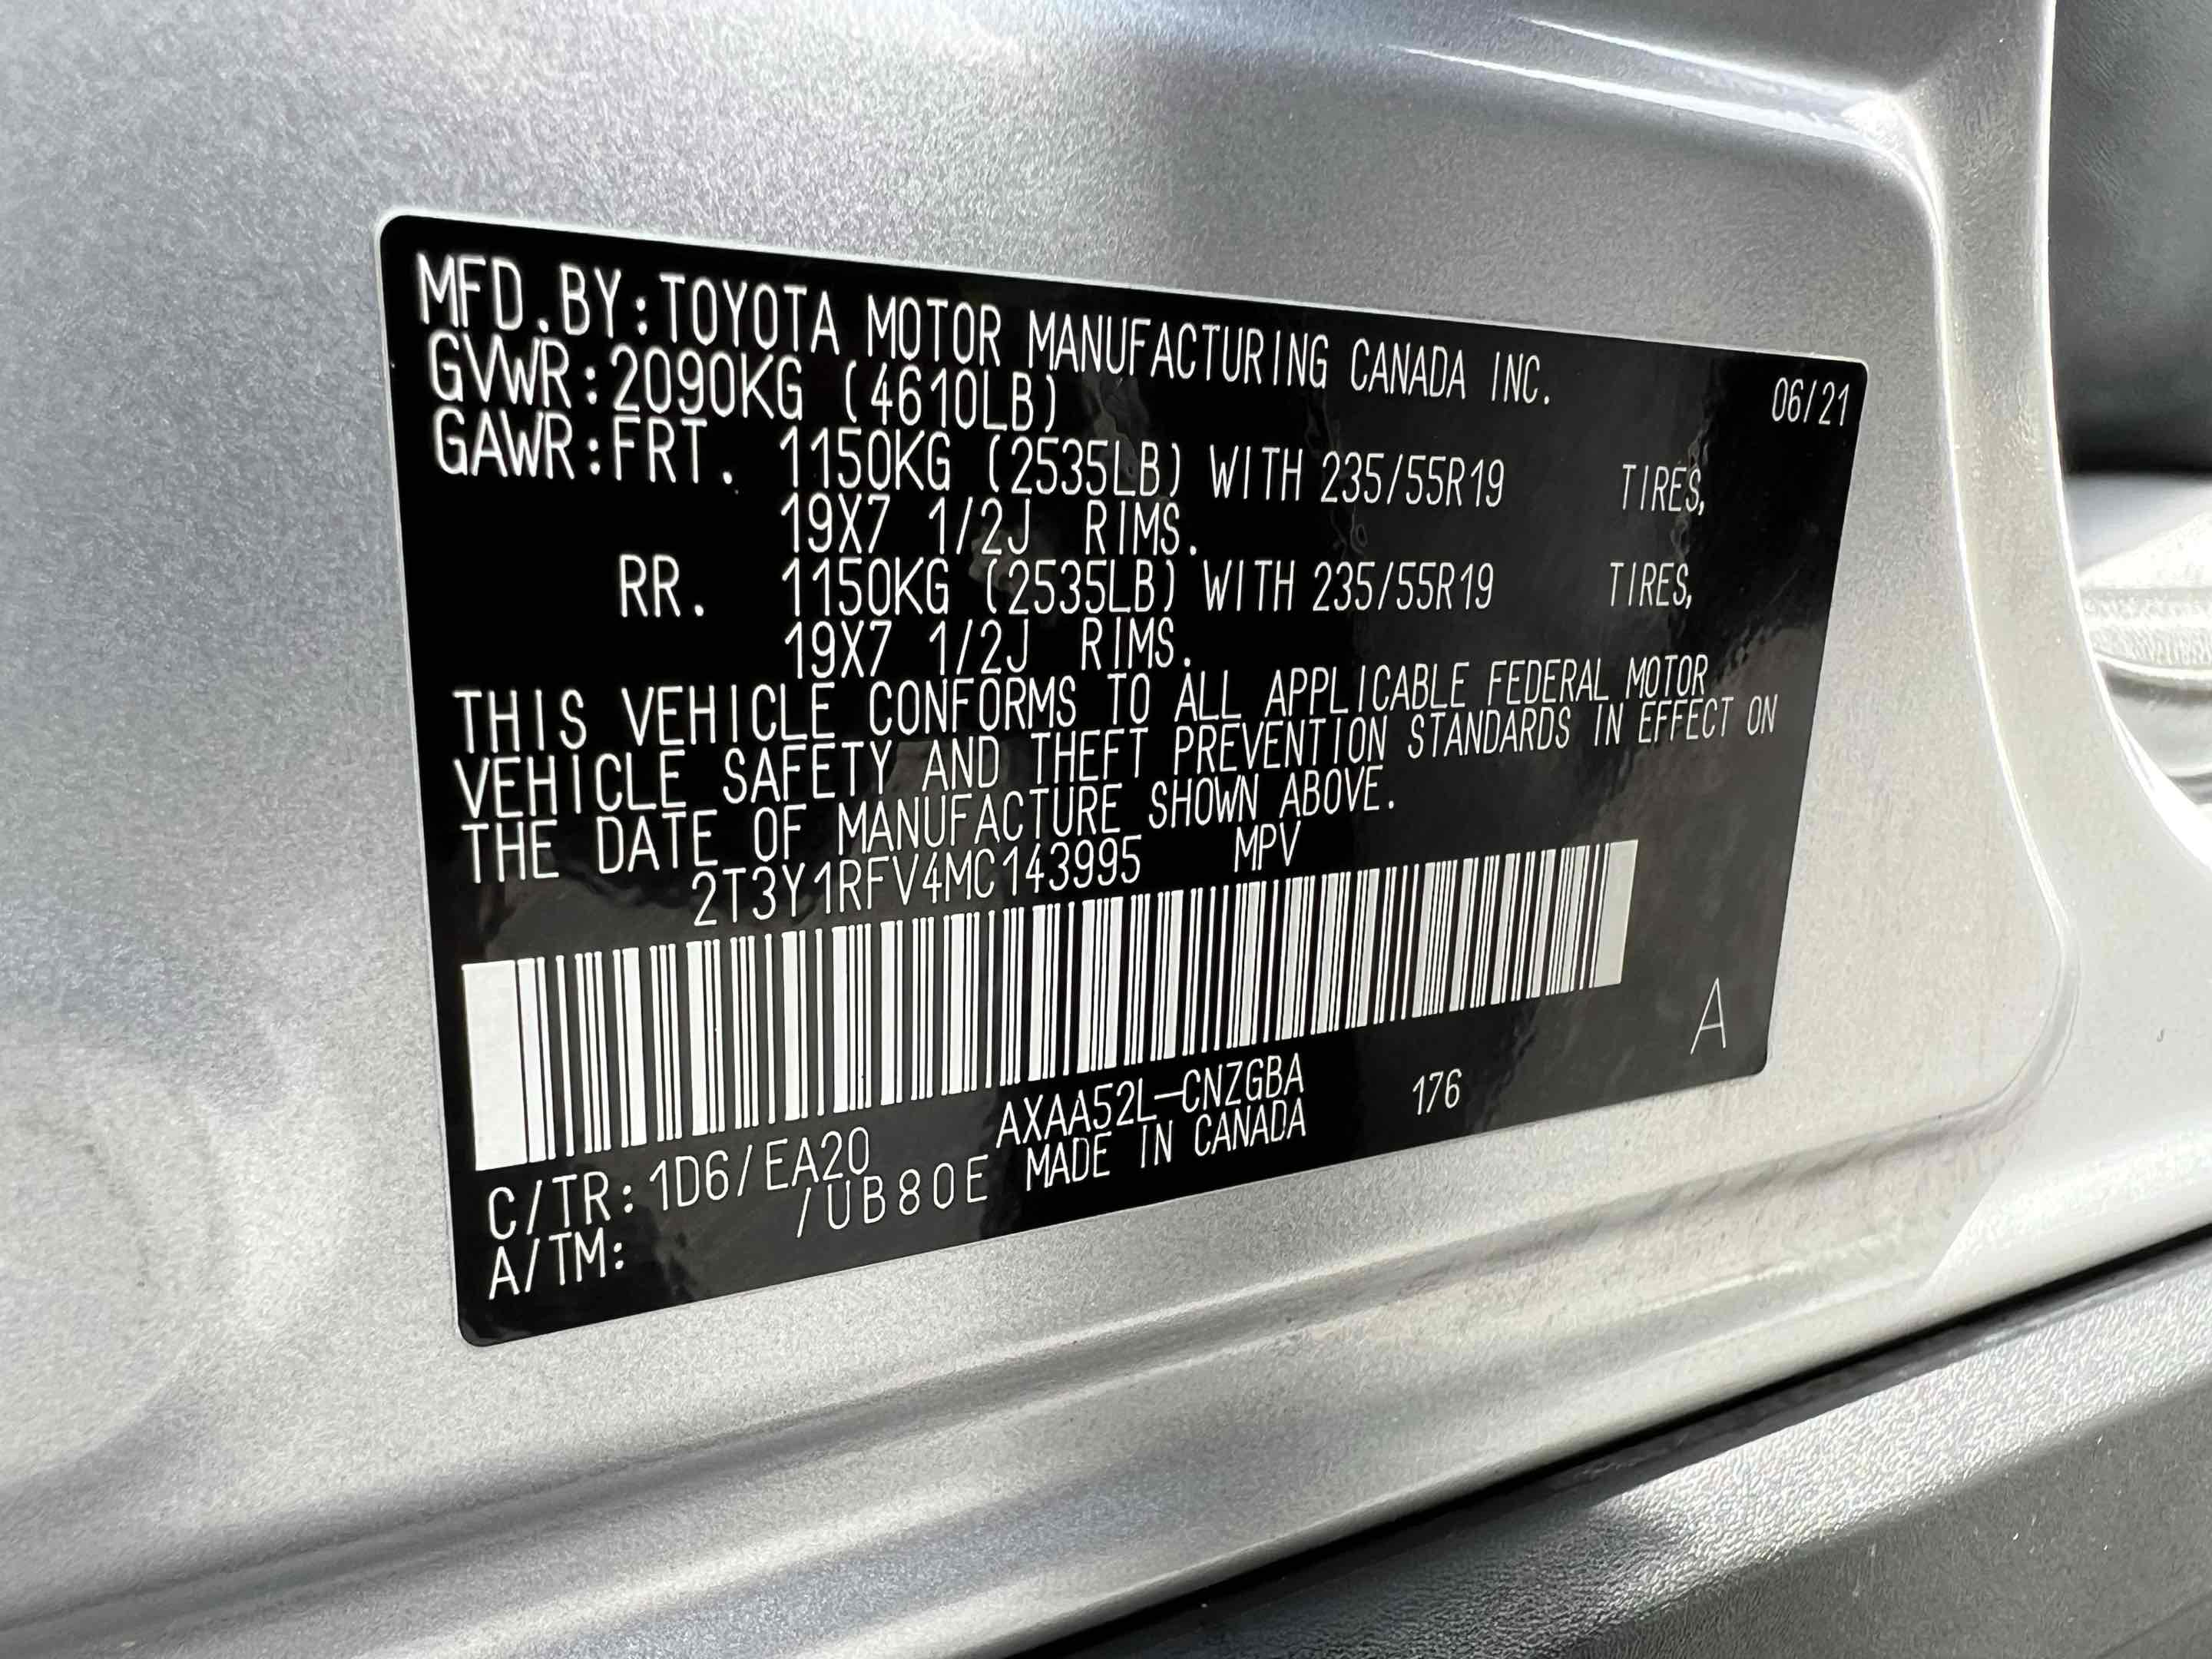 MFD.BY:TOYOTA MOTOR MANUFACTURING CANADA INC. 06/21
GVWR:2090KG (4610LB)
GAWR:FRT. 1150KG (2535LB) WITH 235/55R19 TIRES,
19X7 1/2J RIMS.
RR. 1150KG (2535LB) WITH 235/55R19 TIRES,
19X7 1/2J RIMS.
THIS VEHICLE CONFORMS TO ALL APPLICABLE FEDERAL MOTOR
VEHICLE SAFETY AND THEFT PREVENTION STANDARDS IN EFFECT ON
THE DATE OF MANUFACTURE SHOWN ABOVE.
2T3Y1RFV4MC143995 MPV
A
C/TR:1D6/EA20 AXAA52L-CNZGBA 176
A/TM: /UB80E MADE IN CANADA